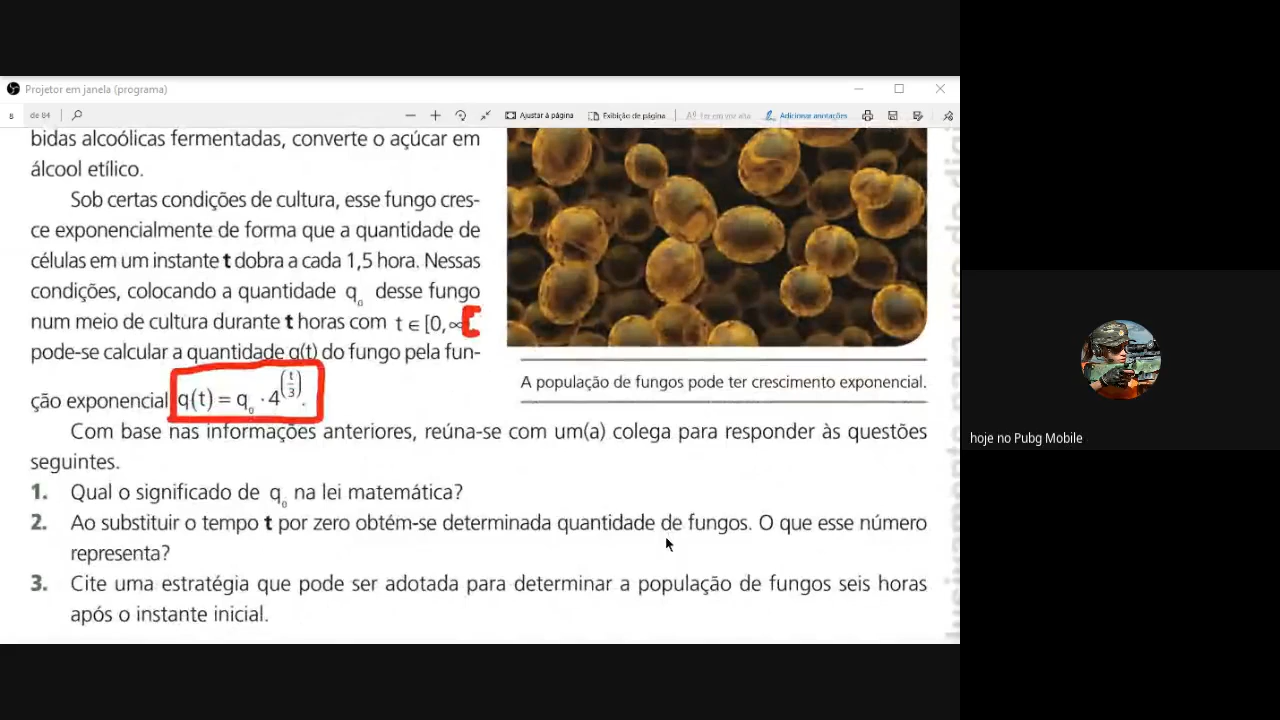 Projetor em janela (programa)
8 de 84 Ajustar à página Exibição de página Ler em voz alta Adicionar anotações
bidas alcoólicas fermentadas, converte o açúcar em
álcool etílico.
Sob certas condições de cultura, esse fungo cres-
ce exponencialmente de forma que a quantidade de
células em um instante t dobra a cada 1,5 hora. Nessas
condições, colocando a quantidade q₀ desse fungo
num meio de cultura durante t horas com t ∈ [0, ∞[
pode-se calcular a quantidade q(t) do fungo pela fun-
ção exponencial q(t) = q₀ · 4^(t/3).
A população de fungos pode ter crescimento exponencial.
Com base nas informações anteriores, reúna-se com um(a) colega para responder às questões
seguintes.
1. Qual o significado de q₀ na lei matemática?
2. Ao substituir o tempo t por zero obtém-se determinada quantidade de fungos. O que esse número
representa?
3. Cite uma estratégia que pode ser adotada para determinar a população de fungos seis horas
após o instante inicial.
hoje no Pubg Mobile